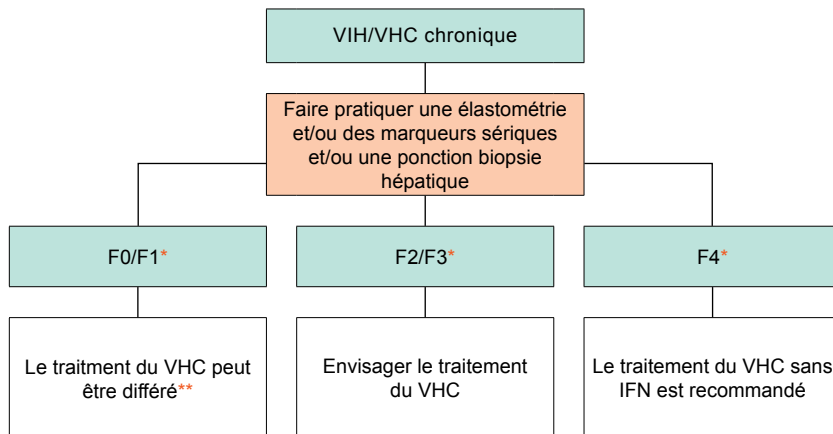 VIH/VHC chronique
Faire pratiquer une élastométrie
et/ou des marqueurs sériques
et/ou une ponction biopsie
hépatique
F0/F1*
F2/F3*
F4*
Le traitment du VHC peut
être différé**
Envisager le traitement
du VHC
Le traitement du VHC sans
IFN est recommandé